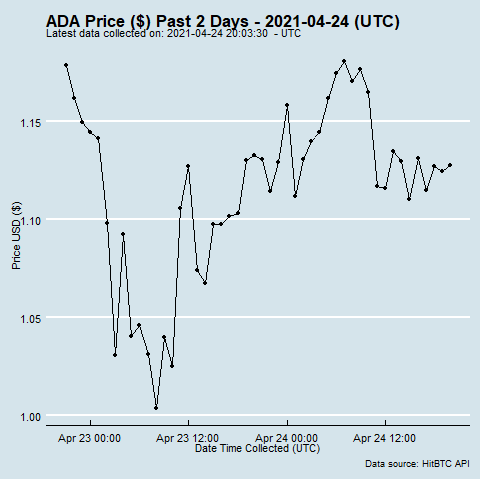 ADA Price ($) Past 2 Days - 2021-04-24 (UTC)
Latest data collected on: 2021-04-24 20:03:30 - UTC
1.15
1.10
1.05
1.00
Price USD ($)
Apr 23 00:00 Apr 23 12:00 Apr 24 00:00 Apr 24 12:00
Date Time Collected (UTC)
Data source: HitBTC API